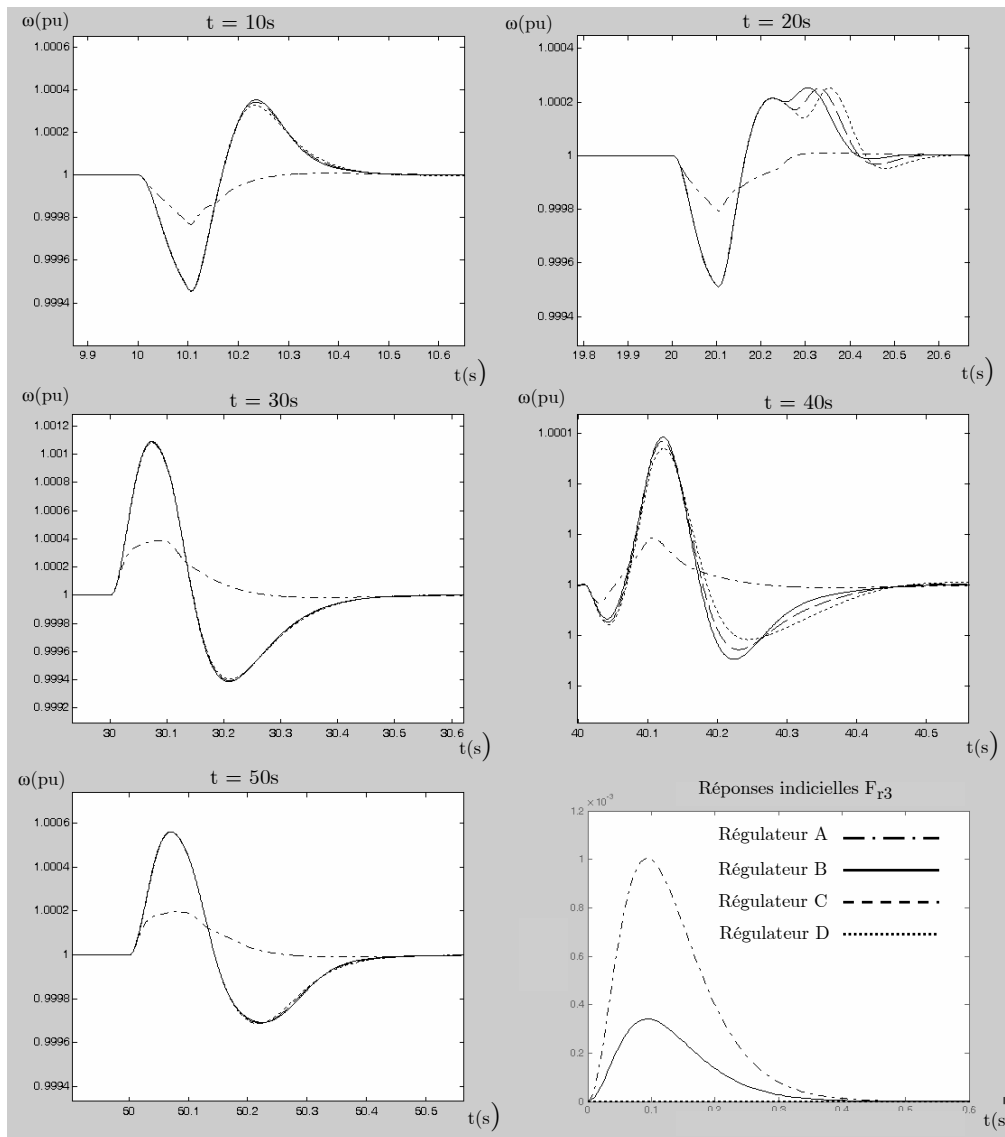 ω(pu)
t = 10s
1.0006
1.0004
1.0002
1
0.9998
0.9996
0.9994
9.9 10 10.1 10.2 10.3 10.4 10.5 10.6
t(s)
ω(pu)
t = 20s
1.0004
1.0002
1
0.9998
0.9996
0.9994
19.8 19.9 20 20.1 20.2 20.3 20.4 20.5 20.6
t(s)
ω(pu)
t = 30s
1.0012
1.001
1.0008
1.0006
1.0004
1.0002
1
0.9998
0.9996
0.9994
0.9992
30 30.1 30.2 30.3 30.4 30.5 30.6
t(s)
ω(pu)
t = 40s
1.0001
1
1
1
1
1
40 40.1 40.2 40.3 40.4 40.5
t(s)
ω(pu)
t = 50s
1.0006
1.0004
1.0002
1
0.9998
0.9996
0.9994
50 50.1 50.2 50.3 50.4 50.5
t(s)
Réponses indicielles Fr3
x 10⁻³
1.2
1
0.8
0.6
0.4
0.2
0
0 0.1 0.2 0.3 0.4 0.5 0.6
Régulateur A
Régulateur B
Régulateur C
Régulateur D
t(s